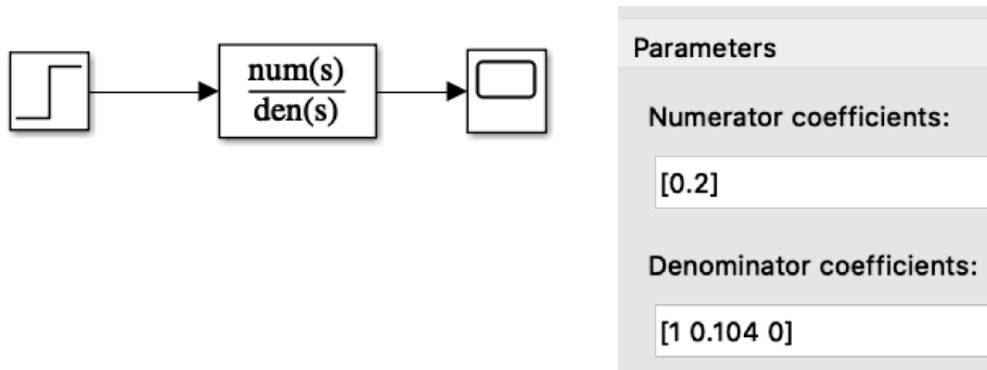 num(s)
den(s)
Parameters
Numerator coefficients:
[0.2]
Denominator coefficients:
[1 0.104 0]